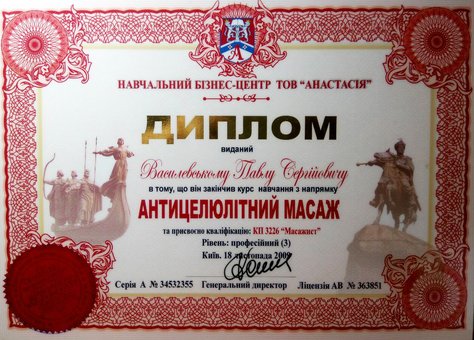 А
НАВЧАЛЬНИЙ БІЗНЕС-ЦЕНТР ТОВ "АНАСТАСІЯ"
ДИПЛОМ
виданий
Василевському Павлу Сергійовичу
в тому, що він закінчив курс навчання з напрямку
АНТИЦЕЛЮЛІТНИЙ МАСАЖ
та присвоєно кваліфікацію: КП 3226 "Масажист"
Рівень: професійний (3)
Київ, 18 листопада 2009
Серія А № 34532355 Генеральний директор Ліцензія АВ № 363851